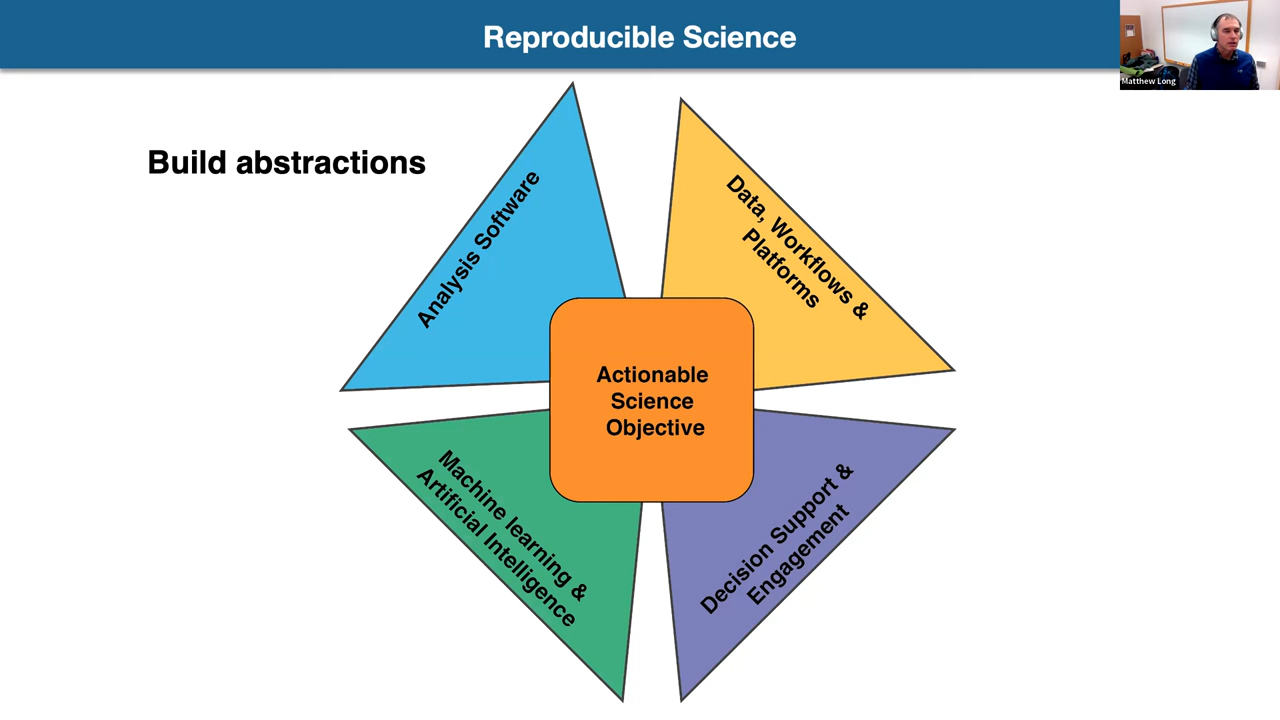 Reproducible Science
Matthew Long
Build abstractions
Analysis Software
Data, Workflows &
Platforms
Actionable
Science
Objective
Machine learning &
Artificial Intelligence
Decision Support &
Engagement